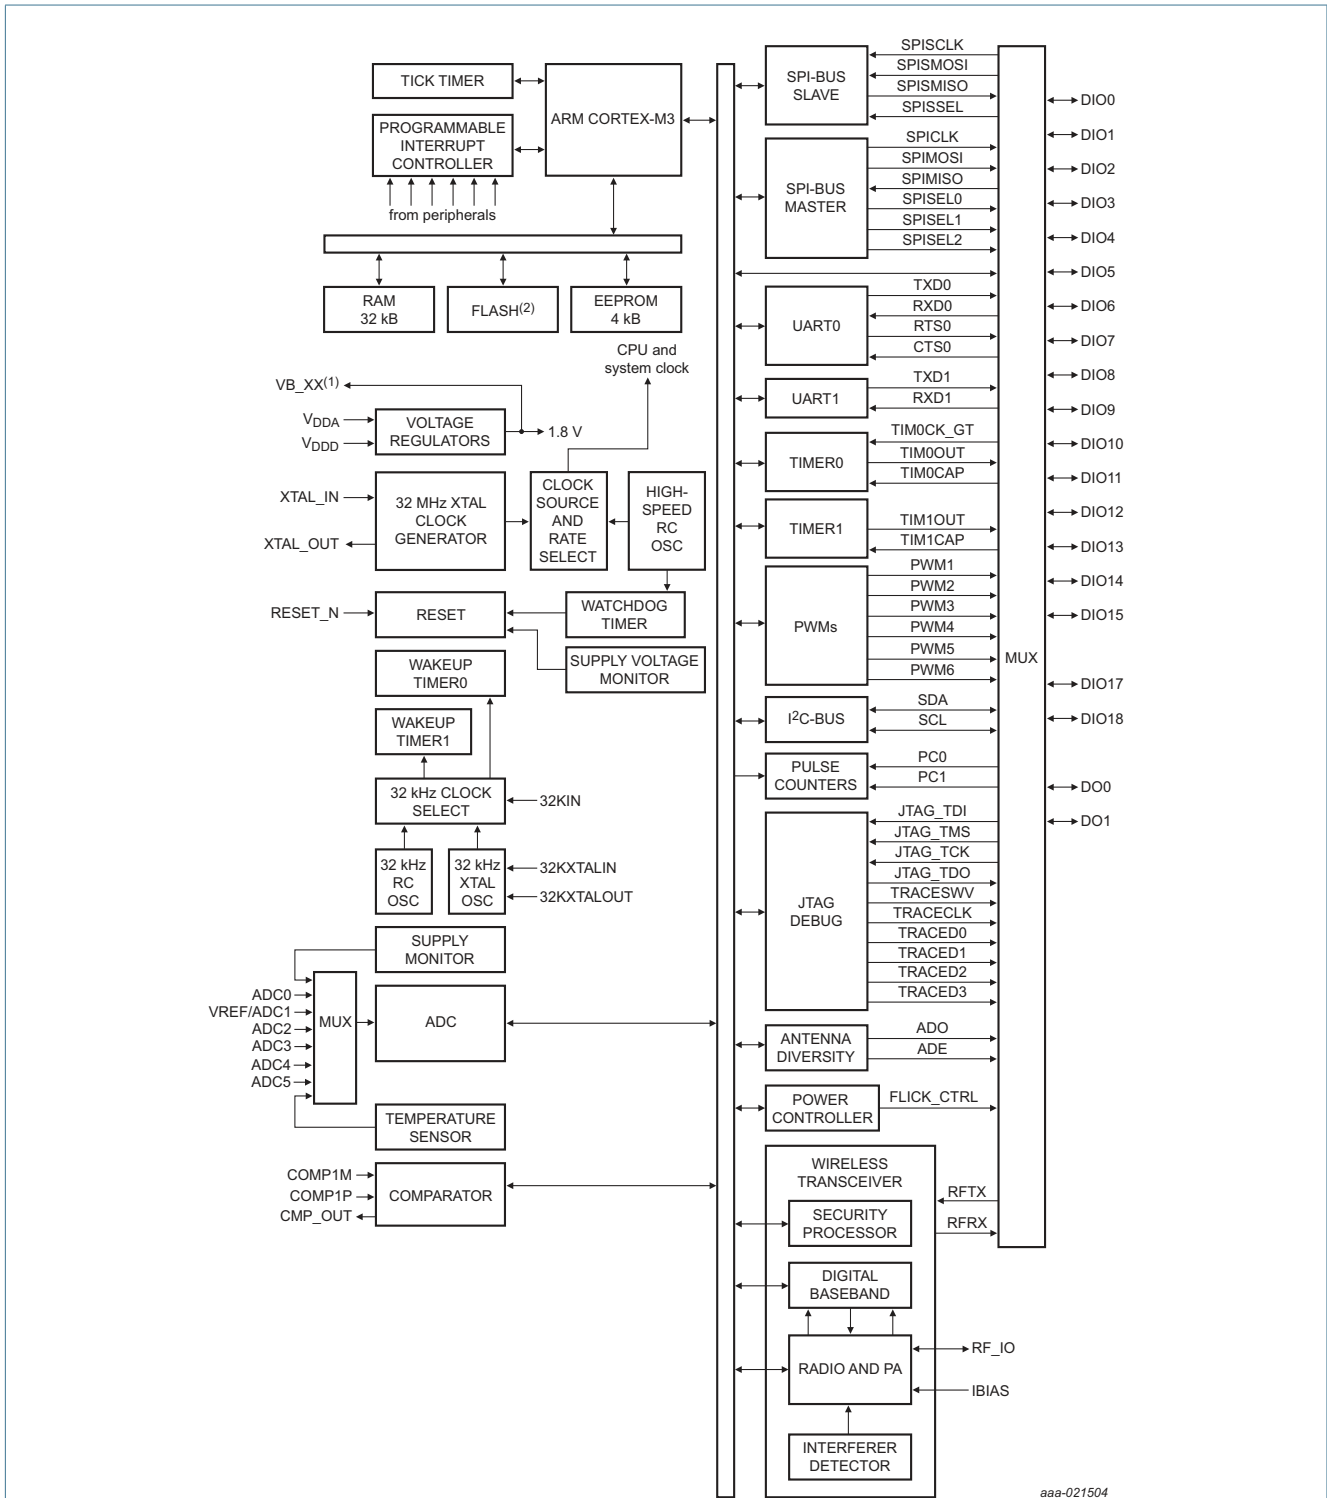 TICK TIMER
PROGRAMMABLE
INTERRUPT
CONTROLLER
from peripherals
ARM CORTEX-M3
RAM
32 kB
FLASH(2)
EEPROM
4 kB
CPU and
system clock
VB_XX(1)
VDDA
VDDD
VOLTAGE
REGULATORS
1.8 V
XTAL_IN
XTAL_OUT
32 MHz XTAL
CLOCK
GENERATOR
CLOCK
SOURCE
AND
RATE
SELECT
HIGH-
SPEED
RC
OSC
RESET_N
RESET
WATCHDOG
TIMER
SUPPLY VOLTAGE
MONITOR
WAKEUP
TIMER0
WAKEUP
TIMER1
32 kHz CLOCK
SELECT
32KIN
32 kHz
RC
OSC
32 kHz
XTAL
OSC
32KXTALIN
32KXTALOUT
SUPPLY
MONITOR
ADC0
VREF/ADC1
ADC2
ADC3
ADC4
ADC5
MUX
ADC
TEMPERATURE
SENSOR
COMP1M
COMP1P
CMP_OUT
COMPARATOR
SPI-BUS
SLAVE
SPISCLK
SPISMOSI
SPISMISO
SPISSEL
SPI-BUS
MASTER
SPICLK
SPIMOSI
SPIMISO
SPISEL0
SPISEL1
SPISEL2
UART0
TXD0
RXD0
RTS0
CTS0
UART1
TXD1
RXD1
TIMER0
TIM0CK_GT
TIM0OUT
TIM0CAP
TIMER1
TIM1OUT
TIM1CAP
PWMs
PWM1
PWM2
PWM3
PWM4
PWM5
PWM6
I2C-BUS
SDA
SCL
PULSE
COUNTERS
PC0
PC1
JTAG
DEBUG
JTAG_TDI
JTAG_TMS
JTAG_TCK
JTAG_TDO
TRACESWV
TRACECLK
TRACED0
TRACED1
TRACED2
TRACED3
ANTENNA
DIVERSITY
ADO
ADE
POWER
CONTROLLER
FLICK_CTRL
WIRELESS
TRANSCEIVER
SECURITY
PROCESSOR
DIGITAL
BASEBAND
RADIO AND PA
INTERFERER
DETECTOR
RFTX
RFRX
RF_IO
IBIAS
MUX
DIO0
DIO1
DIO2
DIO3
DIO4
DIO5
DIO6
DIO7
DIO8
DIO9
DIO10
DIO11
DIO12
DIO13
DIO14
DIO15
DIO17
DIO18
DO0
DO1
aaa-021504